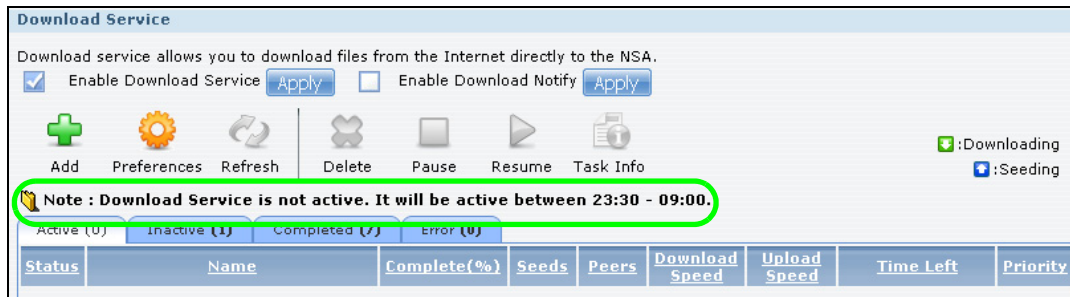 Download Service
Download service allows you to download files from the Internet directly to the NSA.
Enable Download Service Apply Enable Download Notify Apply
Add Preferences Refresh Delete Pause Resume Task Info
:Downloading
:Seeding
Note : Download Service is not active. It will be active between 23:30 - 09:00.
Active (0) Inactive (1) Completed (7) Error (0)
Status Name Complete(%) Seeds Peers Download Speed Upload Speed Time Left Priority